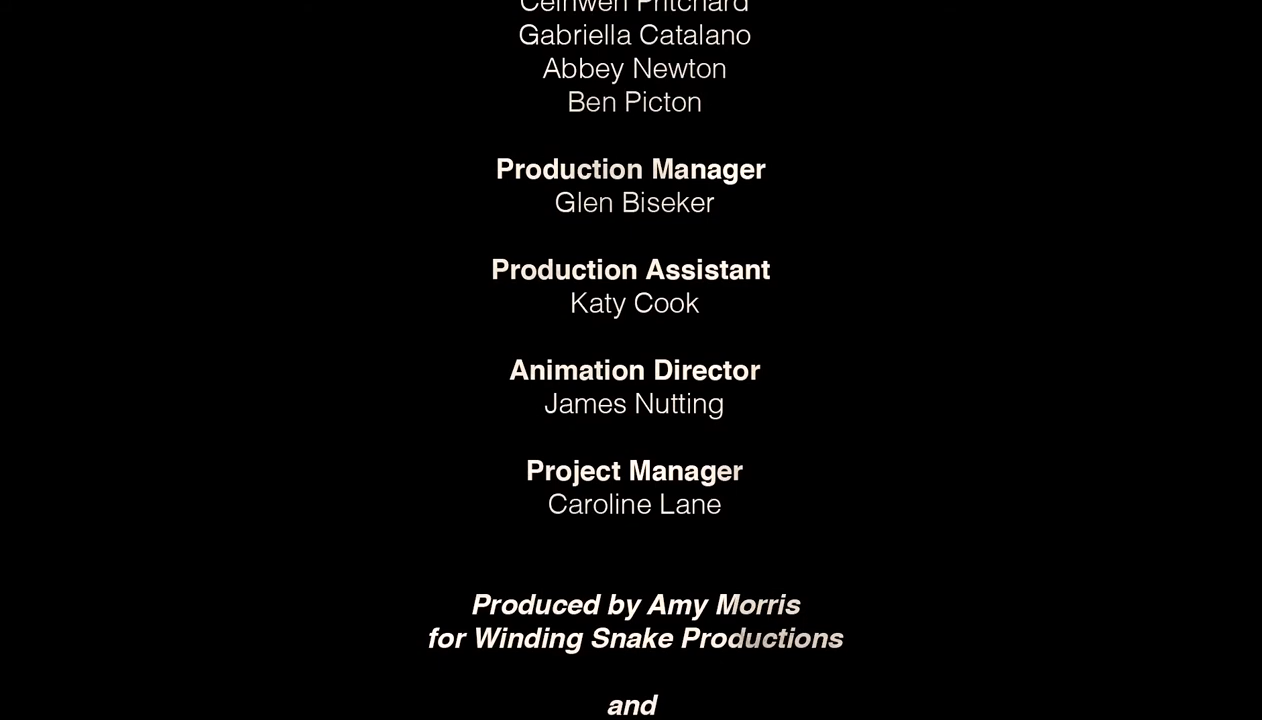 Ceinwen Pritchard
Gabriella Catalano
Abbey Newton
Ben Picton
Production Manager
Glen Biseker
Production Assistant
Katy Cook
Animation Director
James Nutting
Project Manager
Caroline Lane
Produced by Amy Morris
for Winding Snake Productions
and